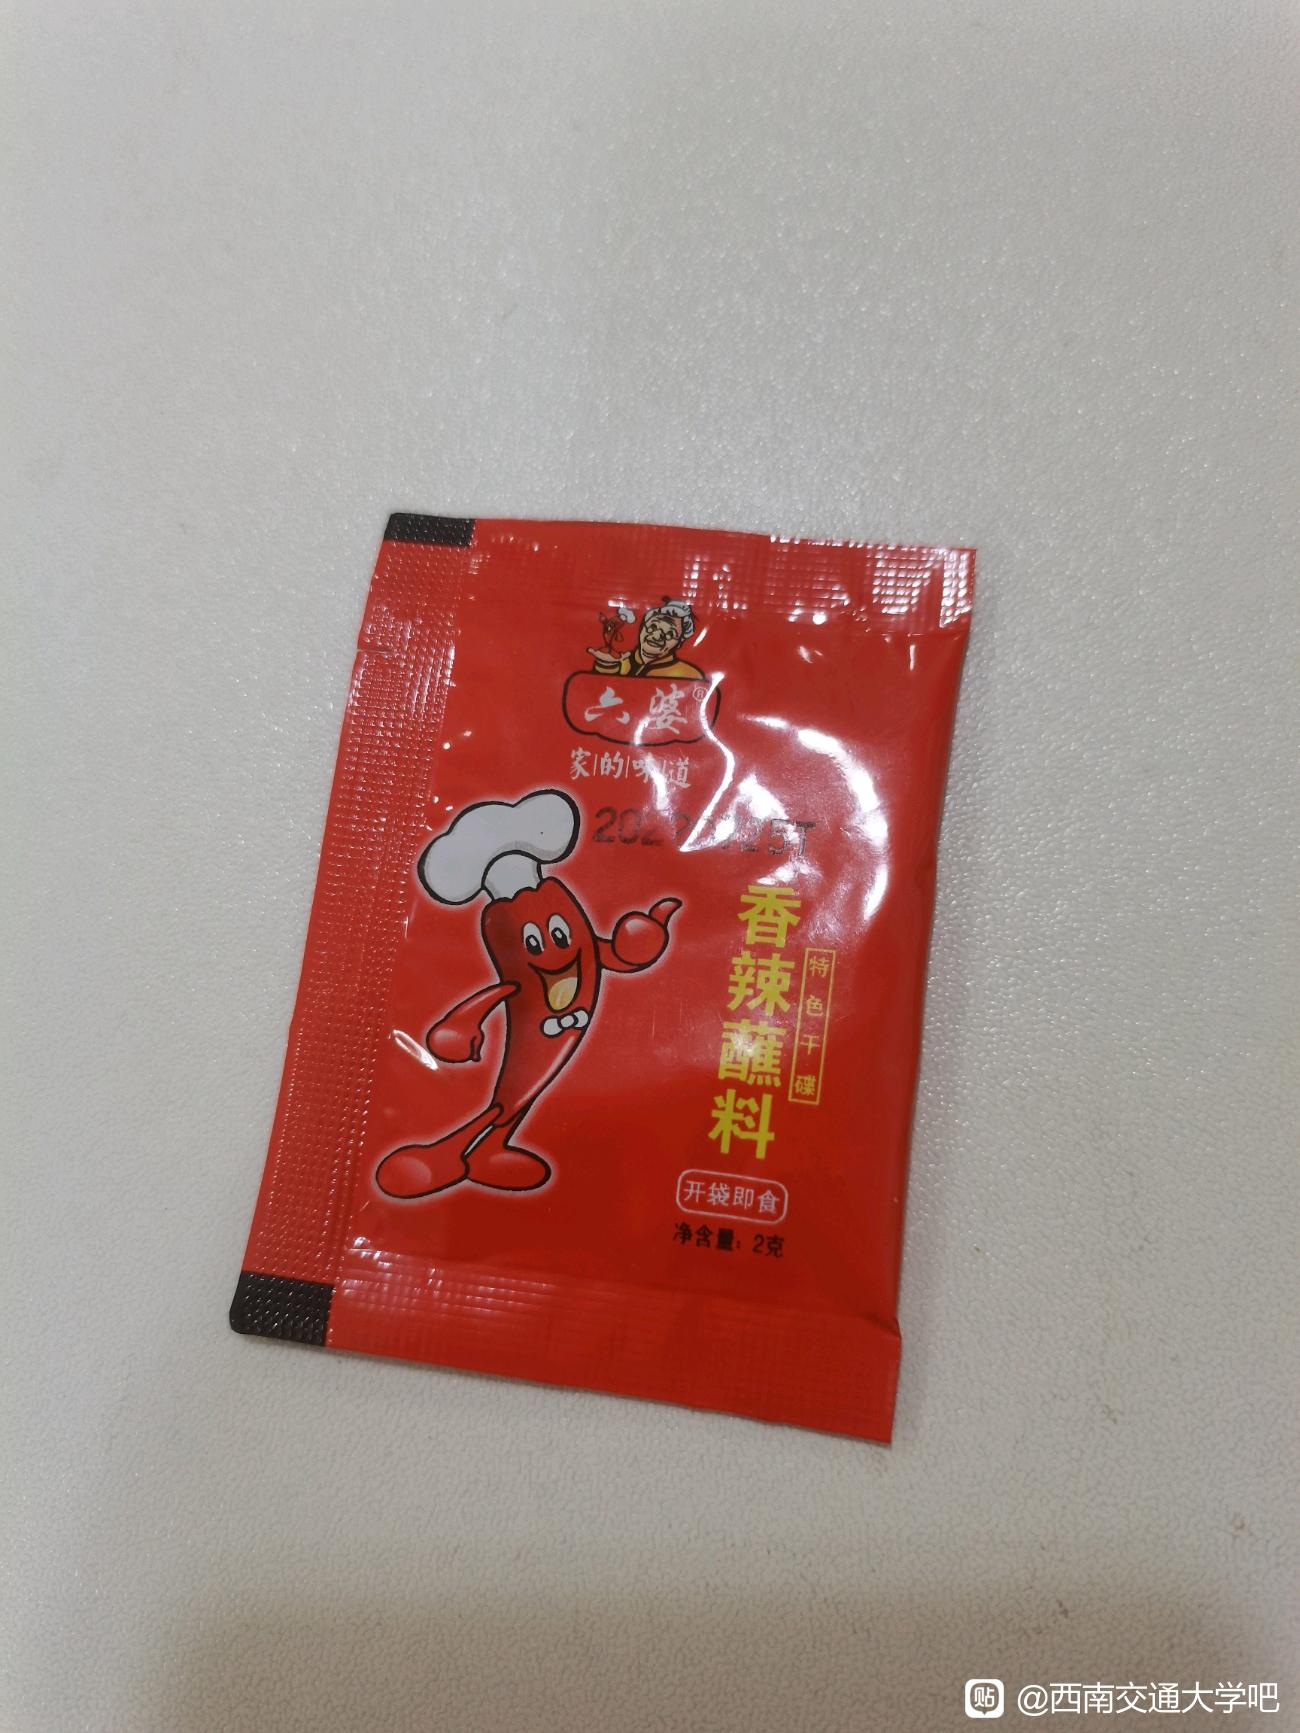 六婆®
家的味道
香辣蘸料
特色干碟
开袋即食
净含量：2克
贴 @西南交通大学吧